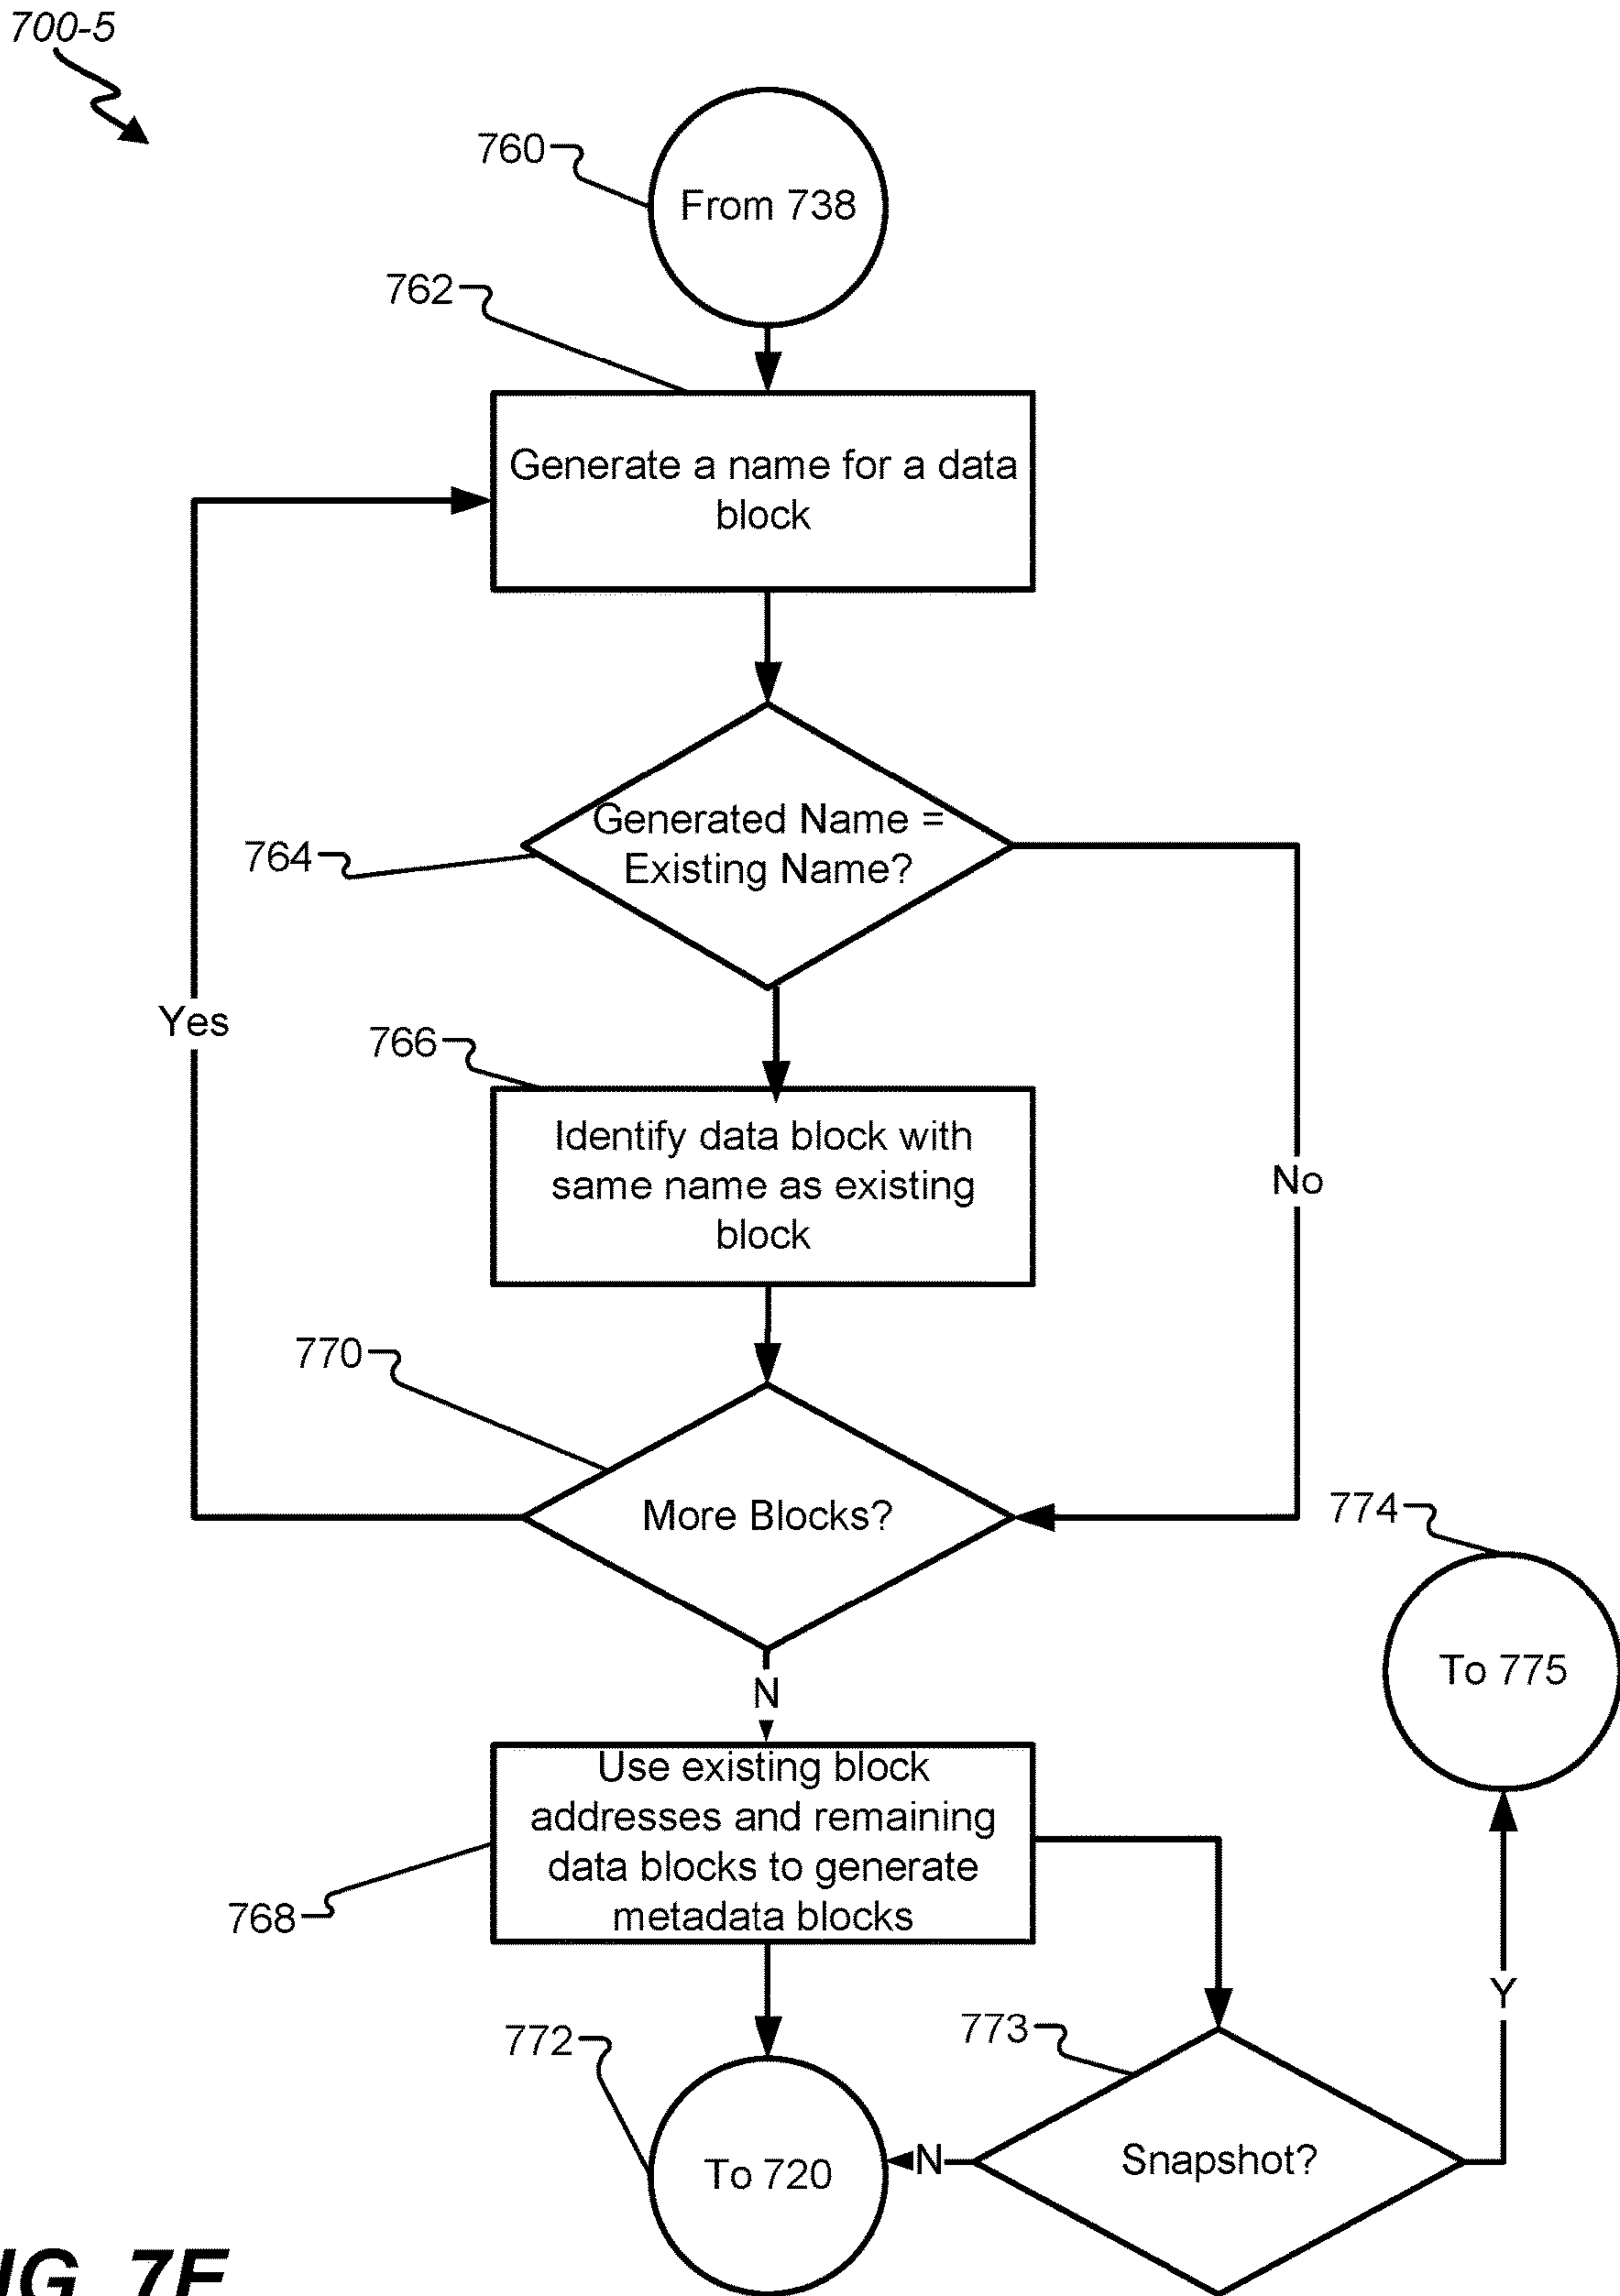 700-5
760
From 738
762
Generate a name for a data
block
764
Generated Name =
Existing Name?
Yes
766
Identify data block with
same name as existing
block
No
770
More Blocks?
774
To 775
N
Use existing block
addresses and remaining
data blocks to generate
metadata blocks
768
Y
772
773
To 720
N
Snapshot?